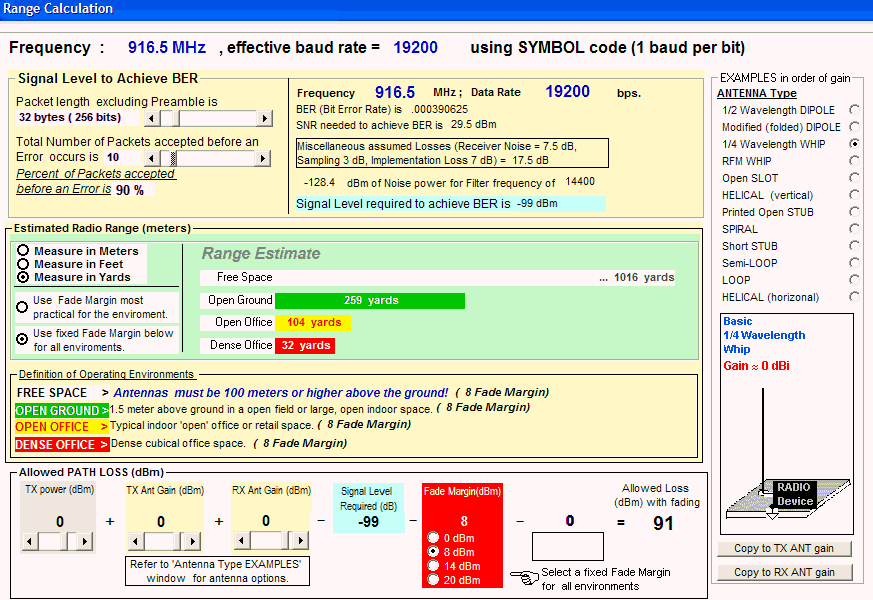 Range Calculation
Frequency : 916.5 MHz , effective baud rate = 19200 using SYMBOL code (1 baud per bit)
Signal Level to Achieve BER
Packet length excluding Preamble is
32 bytes ( 256 bits)
Total Number of Packets accepted before an
Error occurs is 10
Percent of Packets accepted
before an Error is 90 %
Frequency 916.5 MHz ; Data Rate 19200 bps.
BER (Bit Error Rate) is .000390625
SNR needed to achieve BER is 29.5 dBm
Miscellaneous assumed Losses (Receiver Noise = 7.5 dB,
Sampling 3 dB, Implementation Loss 7 dB) = 17.5 dB
-128.4 dBm of Noise power for Filter frequency of 14400
Signal Level required to achieve BER is -99 dBm
Estimated Radio Range (meters)
Measure in Meters
Measure in Feet
Measure in Yards
Use Fade Margin most
practical for the enviroment.
Use fixed Fade Margin below
for all enviroments.
Range Estimate
Free Space ... 1016 yards
Open Ground 259 yards
Open Office 104 yards
Dense Office 32 yards
Definition of Operating Environments
FREE SPACE > Antennas must be 100 meters or higher above the ground! ( 8 Fade Margin)
OPEN GROUND > 1.5 meter above ground in a open field or large, open indoor space. ( 8 Fade Margin)
OPEN OFFICE > Typical indoor 'open' office or retail space. ( 8 Fade Margin)
DENSE OFFICE > Dense cubical office space. ( 8 Fade Margin)
Allowed PATH LOSS (dBm)
TX power (dBm)
0
+
TX Ant Gain (dBm)
0
+
RX Ant Gain (dBm)
0
–
Signal Level
Required (dB)
-99
–
Fade Margin(dBm)
8
0 dBm
8 dBm
14 dBm
20 dBm
–
0
=
Allowed Loss
(dBm) with fading
91
Refer to 'Antenna Type EXAMPLES'
window for antenna options.
Select a fixed Fade Margin
for all environments
EXAMPLES in order of gain
ANTENNA Type
1/2 Wavelength DIPOLE
Modified (folded) DIPOLE
1/4 Wavelength WHIP
RFM WHIP
Open SLOT
HELICAL (vertical)
Printed Open STUB
SPIRAL
Short STUB
Semi-LOOP
LOOP
HELICAL (horizonal)
Basic
1/4 Wavelength
Whip
Gain ≈ 0 dBi
RADIO
Device
Copy to TX ANT gain
Copy to RX ANT gain